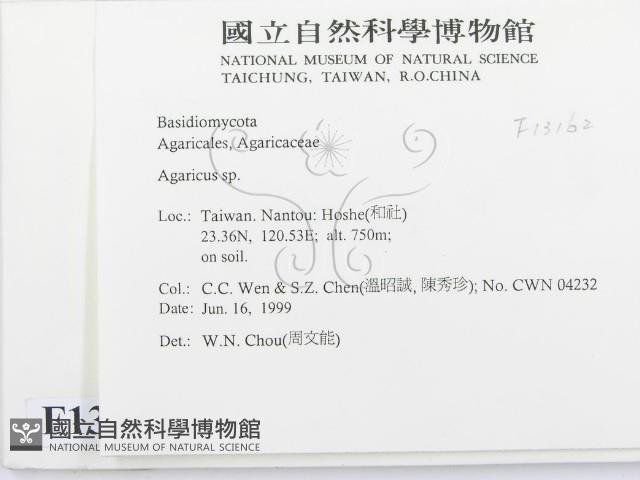 國立自然科學博物館
NATIONAL MUSEUM OF NATURAL SCIENCE
TAICHUNG, TAIWAN, R.O.CHINA
Basidiomycota
F13162
Agaricales, Agaricaceae
Agaricus sp.
Loc.: Taiwan. Nantou: Hoshe(和社)
23.36N, 120.53E; alt. 750m;
on soil.
Col.: C.C. Wen & S.Z. Chen(溫昭誠, 陳秀珍); No. CWN 04232
Date: Jun. 16, 1999
Det.: W.N. Chou(周文能)
F13
國立自然科學博物館
NATIONAL MUSEUM OF NATURAL SCIENCE